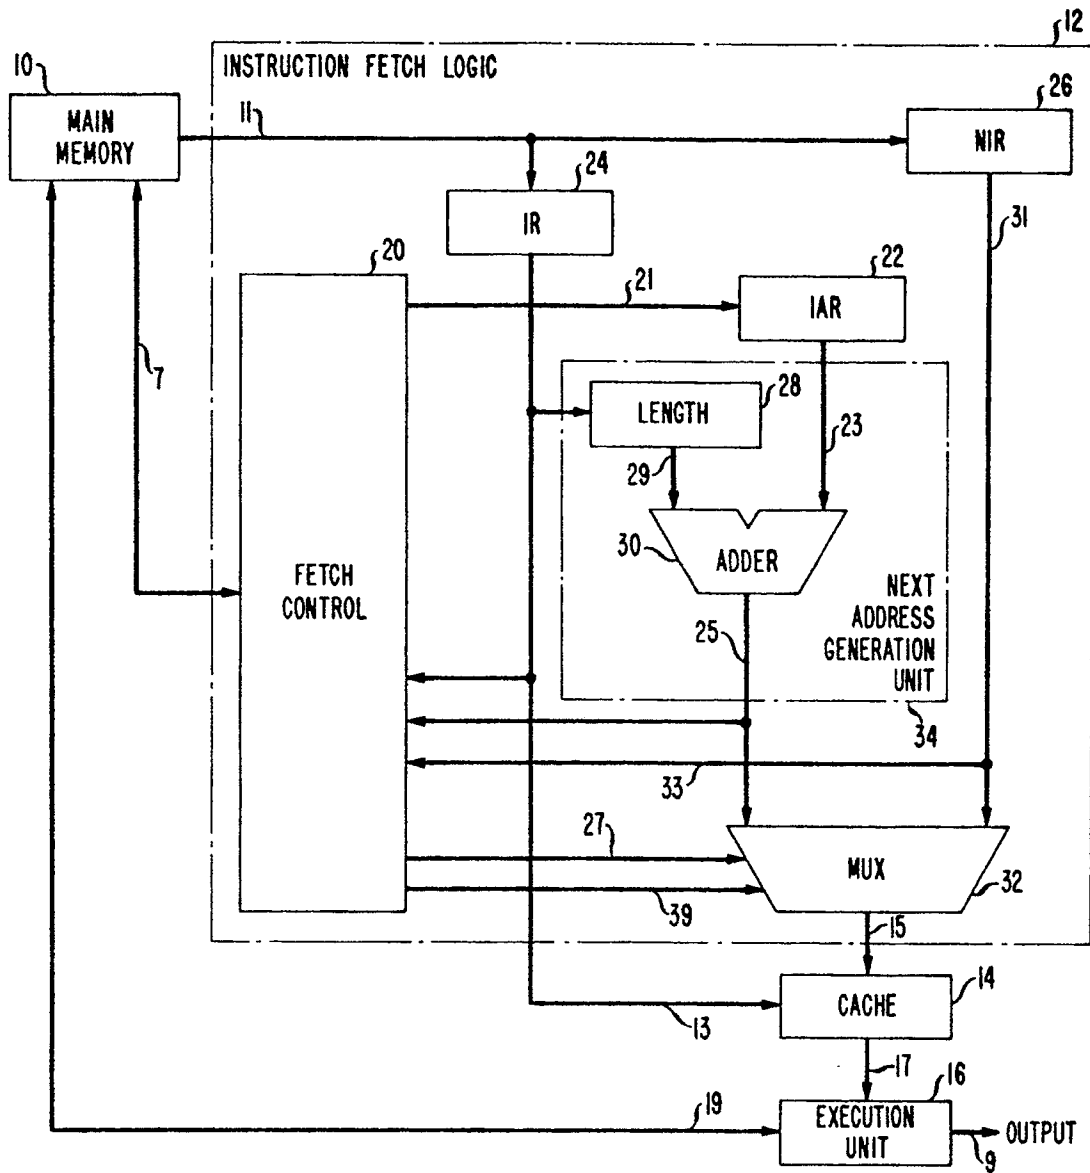 12
INSTRUCTION FETCH LOGIC
10
MAIN
MEMORY
11
26
NIR
24
IR
31
20
21
22
IAR
7
LENGTH
28
23
29
30
ADDER
FETCH
CONTROL
25
NEXT
ADDRESS
GENERATION
UNIT
34
33
27
MUX
32
39
15
14
CACHE
13
17
16
19
EXECUTION
UNIT
OUTPUT
9